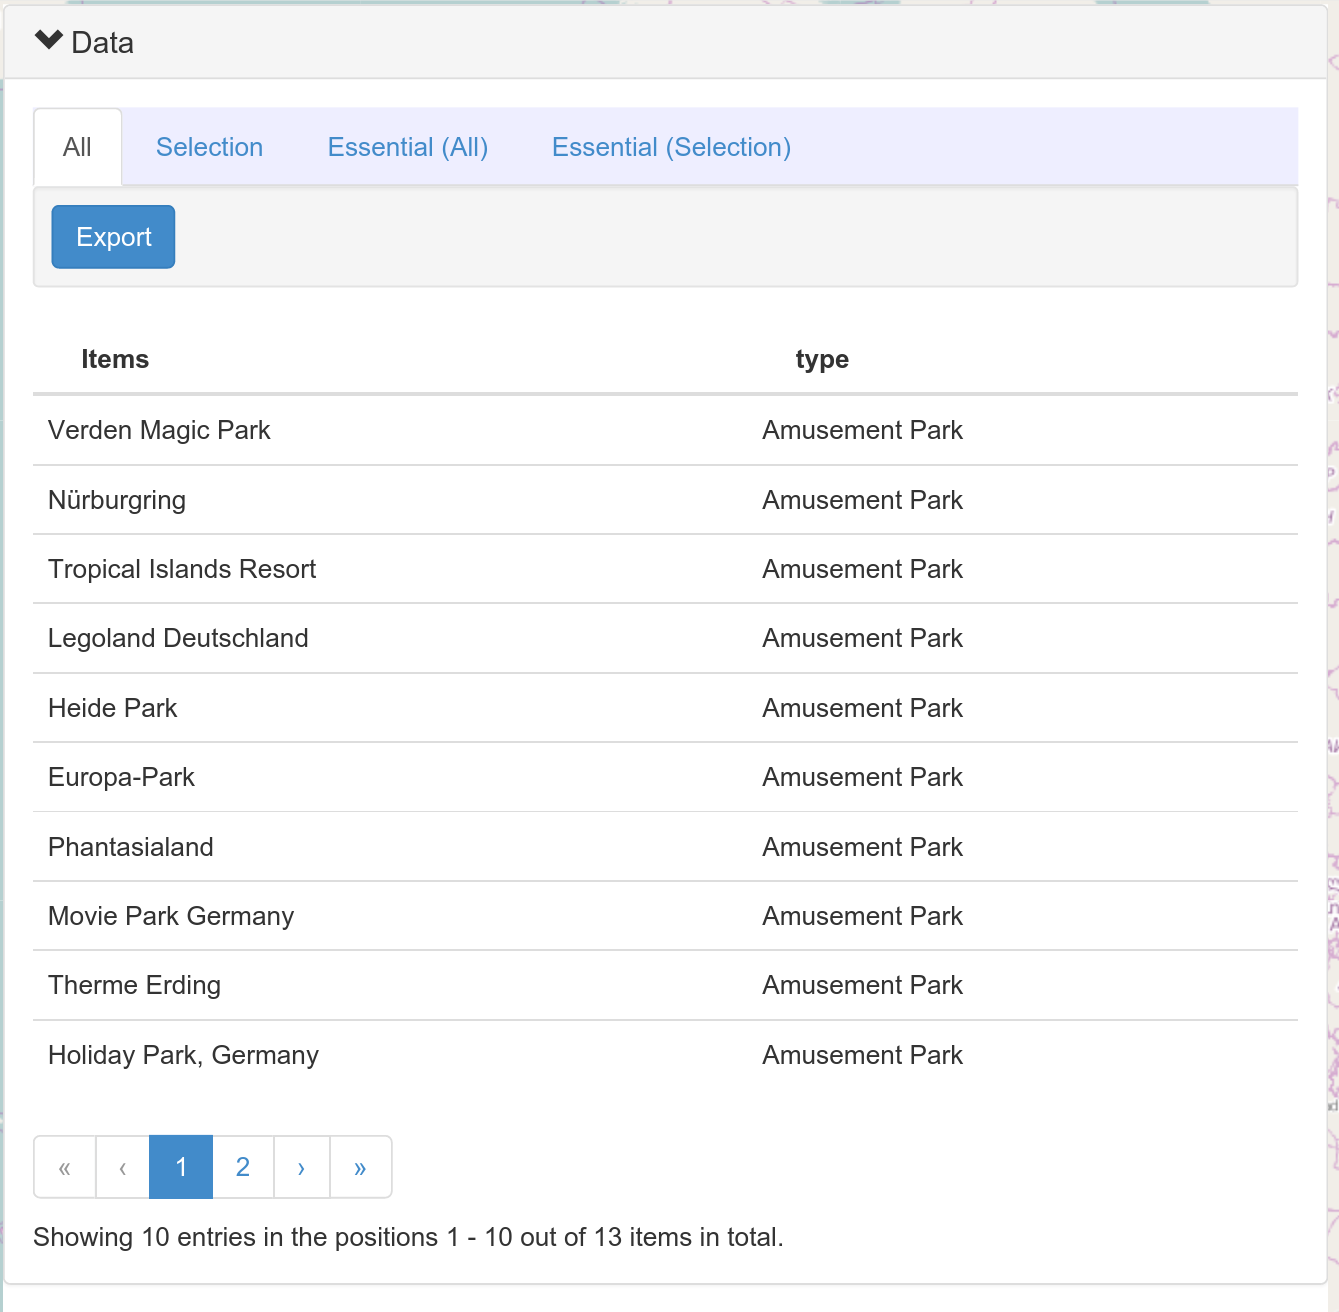 Data
All Selection Essential (All) Essential (Selection)
Export
Items type
Verden Magic Park Amusement Park
Nürburgring Amusement Park
Tropical Islands Resort Amusement Park
Legoland Deutschland Amusement Park
Heide Park Amusement Park
Europa-Park Amusement Park
Phantasialand Amusement Park
Movie Park Germany Amusement Park
Therme Erding Amusement Park
Holiday Park, Germany Amusement Park
« ‹ 1 2 › »
Showing 10 entries in the positions 1 - 10 out of 13 items in total.